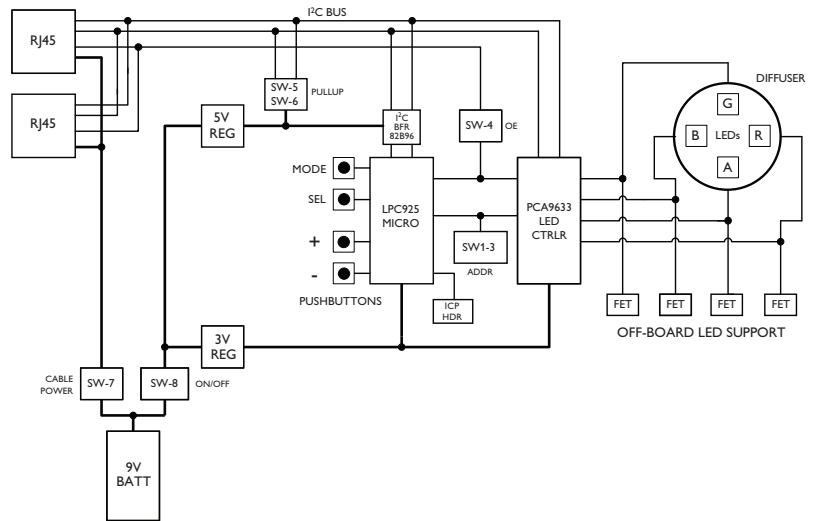 I²C BUS
RJ45
RJ45
SW-5
SW-6
PULLUP
5V
REG
I²C
BFR
82B96
SW-4
OE
DIFFUSER
G
B
LEDs
R
A
MODE
SEL
+
-
PUSHBUTTONS
LPC925
MICRO
PCA9633
LED
CTRLR
SW1-3
ADDR
ICP
HDR
FET
FET
FET
FET
OFF-BOARD LED SUPPORT
3V
REG
CABLE
POWER
SW-7
SW-8
ON/OFF
9V
BATT